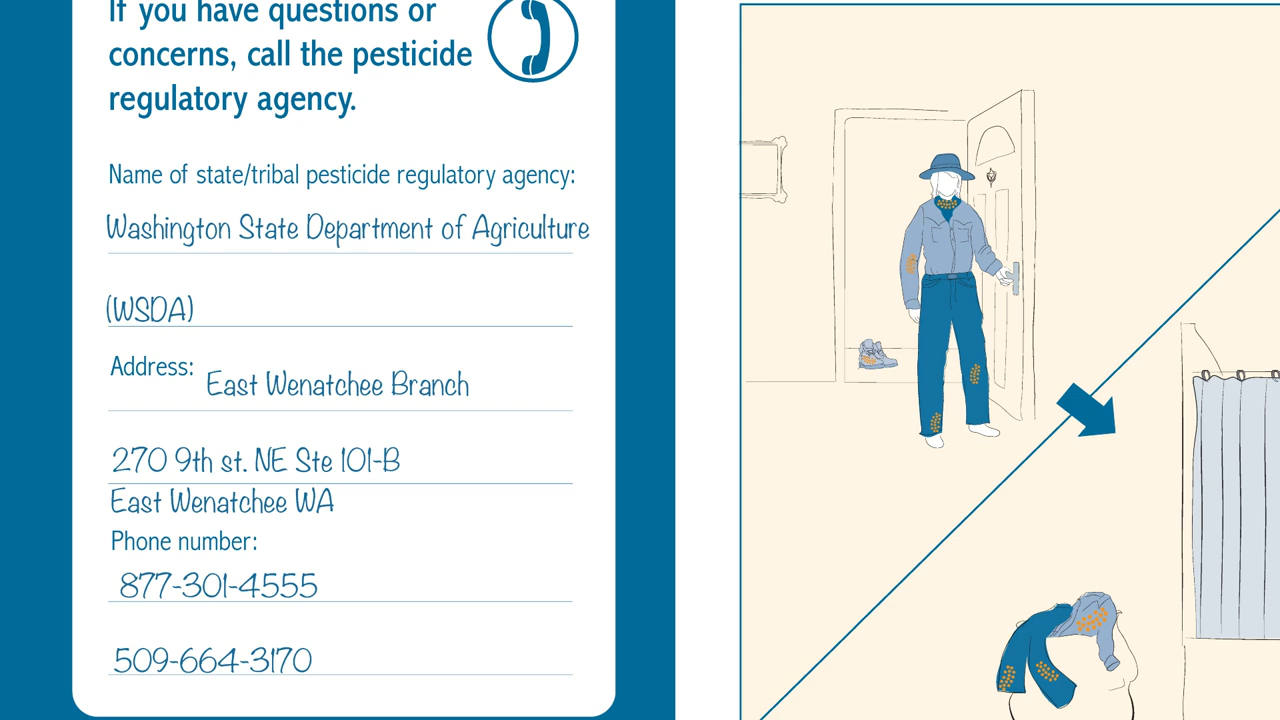 If you have questions or
concerns, call the pesticide
regulatory agency.
Name of state/tribal pesticide regulatory agency:
Washington State Department of Agriculture
(WSDA)
Address:
East Wenatchee Branch
270 9th st. NE Ste 101-B
East Wenatchee WA
Phone number:
877-301-4555
509-664-3170